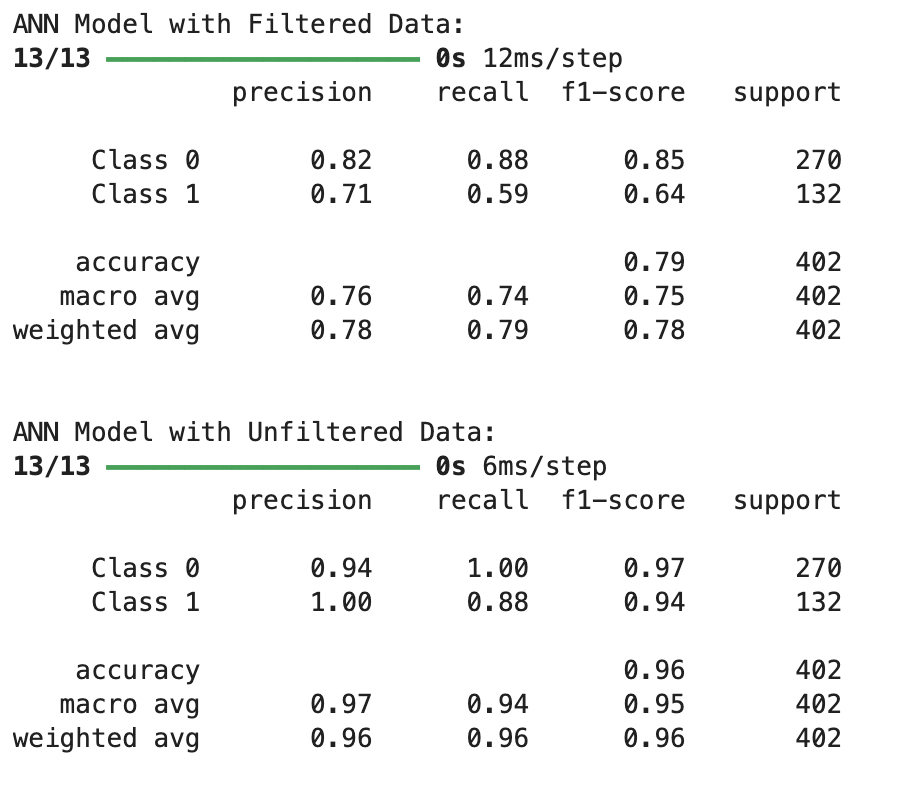 ANN Model with Filtered Data:
13/13 ━━━━━━━━━━━━━━━━━━━━ 0s 12ms/step
precision recall f1-score support
Class 0 0.82 0.88 0.85 270
Class 1 0.71 0.59 0.64 132
accuracy 0.79 402
macro avg 0.76 0.74 0.75 402
weighted avg 0.78 0.79 0.78 402
ANN Model with Unfiltered Data:
13/13 ━━━━━━━━━━━━━━━━━━━━ 0s 6ms/step
precision recall f1-score support
Class 0 0.94 1.00 0.97 270
Class 1 1.00 0.88 0.94 132
accuracy 0.96 402
macro avg 0.97 0.94 0.95 402
weighted avg 0.96 0.96 0.96 402